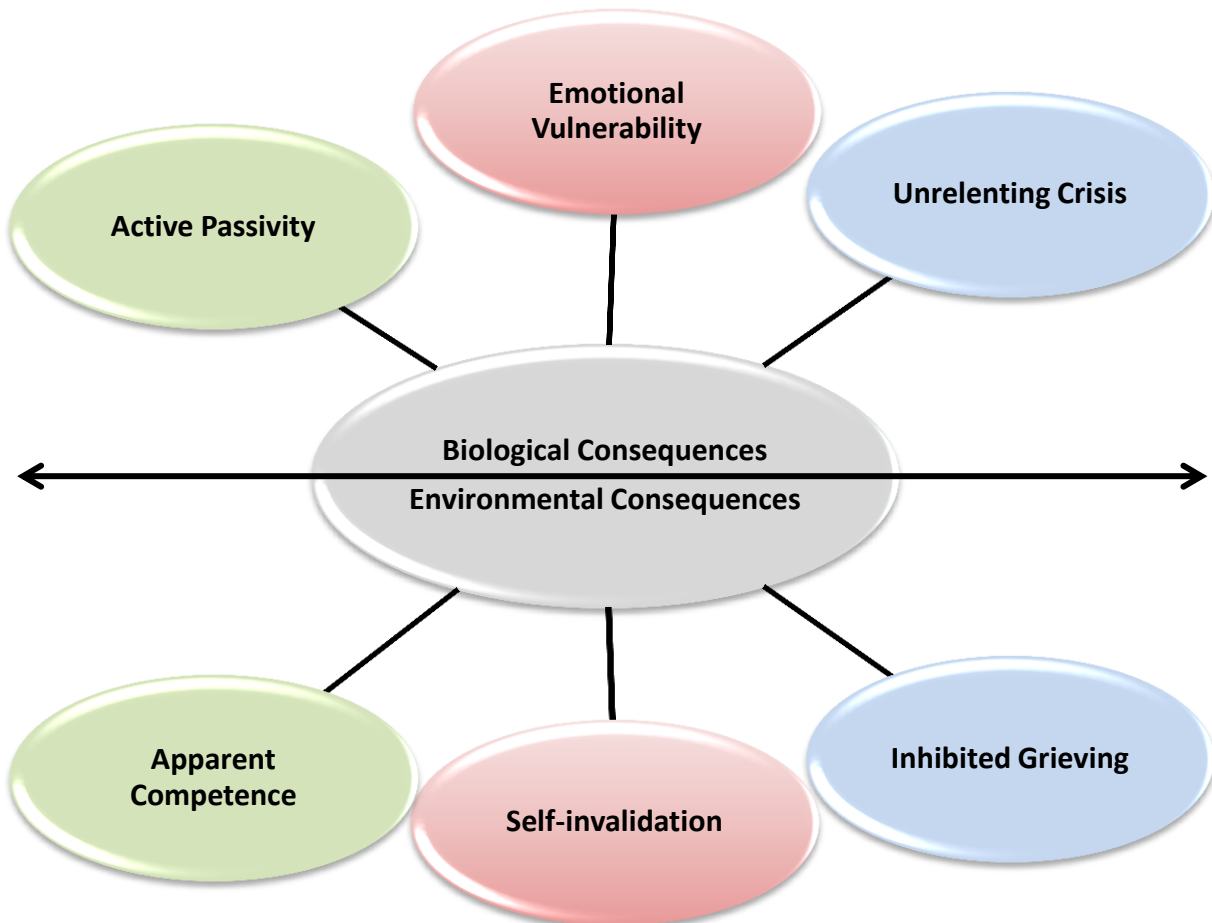 Emotional
Vulnerability
Active Passivity
Unrelenting Crisis
Biological Consequences
Environmental Consequences
Apparent
Competence
Self-invalidation
Inhibited Grieving